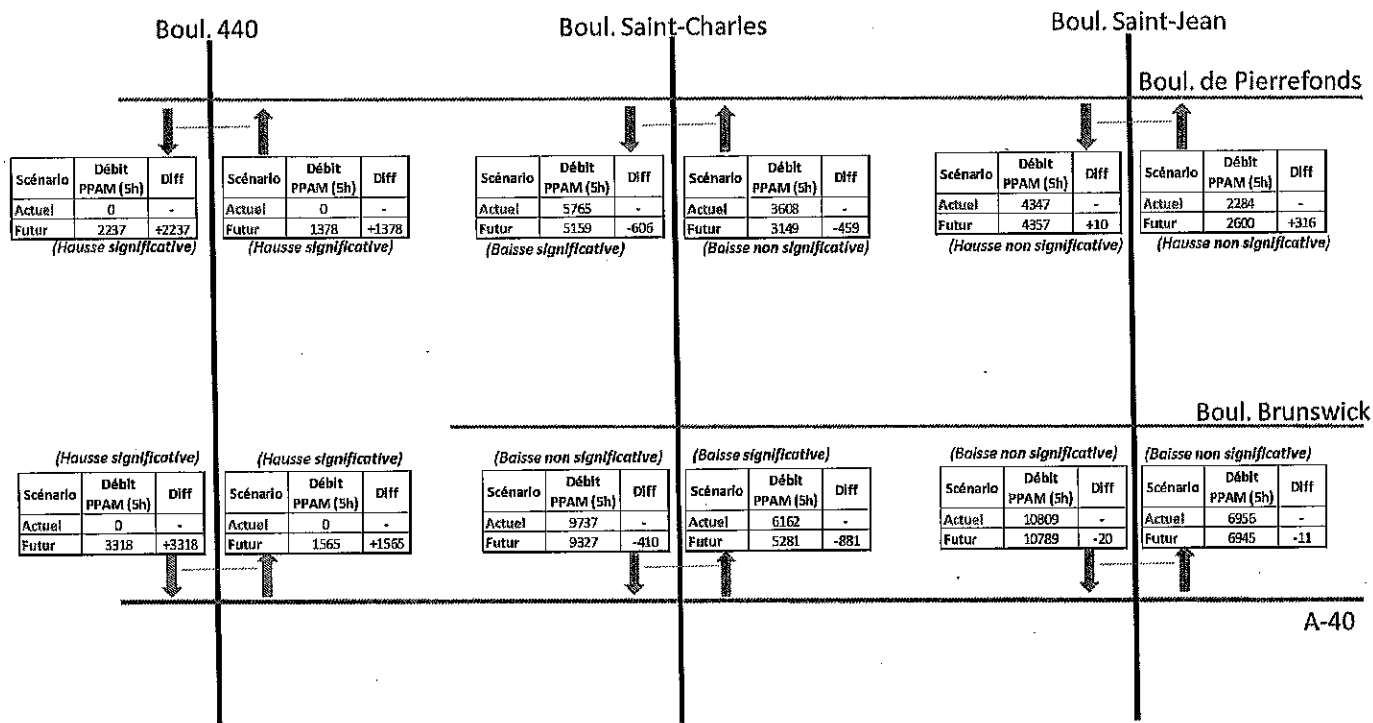 Boul. 440
Boul. Saint-Charles
Boul. Saint-Jean
Boul. de Pierrefonds
Scénario Débit PPAM (5h) Diff
Actuel 0 -
Futur 2237 +2237
(Hausse significative)
Scénario Débit PPAM (5h) Diff
Actuel 0 -
Futur 1378 +1378
(Hausse significative)
Scénario Débit PPAM (5h) Diff
Actuel 5765 -
Futur 5159 -606
(Baisse significative)
Scénario Débit PPAM (5h) Diff
Actuel 3608 -
Futur 3149 -459
(Baisse non significative)
Scénario Débit PPAM (5h) Diff
Actuel 4347 -
Futur 4357 +10
(Hausse non significative)
Scénario Débit PPAM (5h) Diff
Actuel 2284 -
Futur 2600 +316
(Hausse non significative)
Boul. Brunswick
(Hausse significative)
Scénario Débit PPAM (5h) Diff
Actuel 0 -
Futur 3318 +3318
(Hausse significative)
Scénario Débit PPAM (5h) Diff
Actuel 0 -
Futur 1565 +1565
(Baisse non significative)
Scénario Débit PPAM (5h) Diff
Actuel 9737 -
Futur 9327 -410
(Baisse significative)
Scénario Débit PPAM (5h) Diff
Actuel 6162 -
Futur 5281 -881
(Baisse non significative)
Scénario Débit PPAM (5h) Diff
Actuel 10809 -
Futur 10789 -20
(Baisse non significative)
Scénario Débit PPAM (5h) Diff
Actuel 6956 -
Futur 6945 -11
A-40